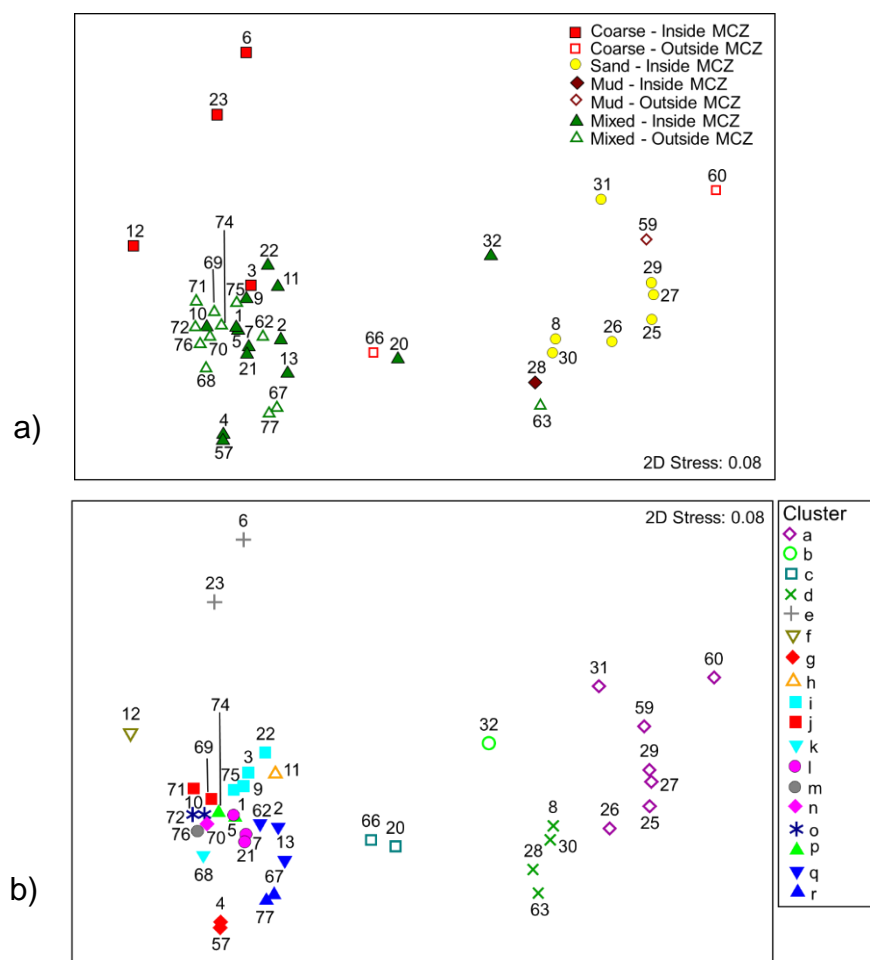 6
Coarse - Inside MCZ
Coarse - Outside MCZ
Sand - Inside MCZ
Mud - Inside MCZ
Mud - Outside MCZ
Mixed - Inside MCZ
Mixed - Outside MCZ
23
60
31
74
12
59
32
22
69
3
71
75
11
29
9
27
10
1
62
2
8
25
72
7
26
5
66
20
76
70
30
21
13
28
68
67
63
4
77
a)
57
2D Stress: 0.08
6
2D Stress: 0.08
Cluster
a
b
c
d
e
f
g
h
i
j
k
l
m
n
o
p
q
r
23
60
31
74
12
59
32
22
69
3
29
71
75
11
9
27
10
1
62
2
8
25
72
66
20
26
5
13
76
70
7
30
21
28
68
67
63
4
77
b)
57